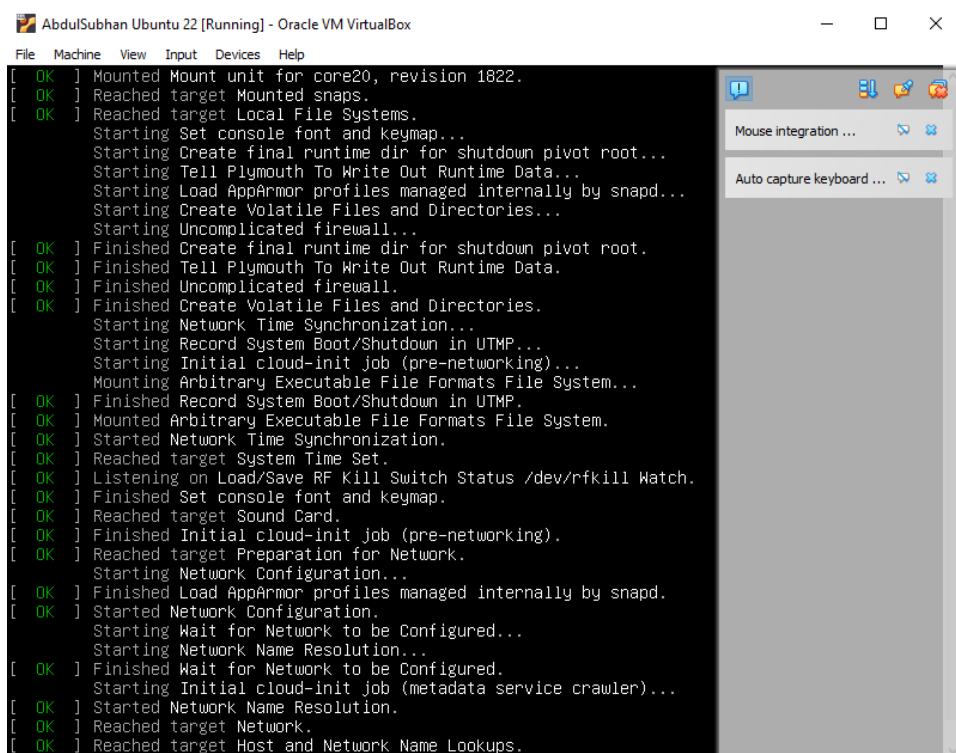 AbdulSubhan Ubuntu 22 [Running] - Oracle VM VirtualBox
File Machine View Input Devices Help
[ OK ] Mounted Mount unit for core20, revision 1822.
[ OK ] Reached target Mounted snaps.
[ OK ] Reached target Local File Systems.
Starting Set console font and keymap...
Starting Create final runtime dir for shutdown pivot root...
Starting Tell Plymouth To Write Out Runtime Data...
Starting Load AppArmor profiles managed internally by snapd...
Starting Create Volatile Files and Directories...
Starting Uncomplicated firewall...
[ OK ] Finished Create final runtime dir for shutdown pivot root.
[ OK ] Finished Tell Plymouth To Write Out Runtime Data.
[ OK ] Finished Uncomplicated firewall.
[ OK ] Finished Create Volatile Files and Directories.
Starting Network Time Synchronization...
Starting Record System Boot/Shutdown in UTMP...
Starting Initial cloud-init job (pre-networking)...
Mounting Arbitrary Executable File Formats File System...
[ OK ] Finished Record System Boot/Shutdown in UTMP.
[ OK ] Mounted Arbitrary Executable File Formats File System.
[ OK ] Started Network Time Synchronization.
[ OK ] Reached target System Time Set.
[ OK ] Listening on Load/Save RF Kill Switch Status /dev/rfkill Watch.
[ OK ] Finished Set console font and keymap.
[ OK ] Reached target Sound Card.
[ OK ] Finished Initial cloud-init job (pre-networking).
[ OK ] Reached target Preparation for Network.
Starting Network Configuration...
[ OK ] Finished Load AppArmor profiles managed internally by snapd.
[ OK ] Started Network Configuration.
Starting Wait for Network to be Configured...
Starting Network Name Resolution...
[ OK ] Finished Wait for Network to be Configured.
Starting Initial cloud-init job (metadata service crawler)...
[ OK ] Started Network Name Resolution.
[ OK ] Reached target Network.
[ OK ] Reached target Host and Network Name Lookups.
Mouse integration ...
Auto capture keyboard ...